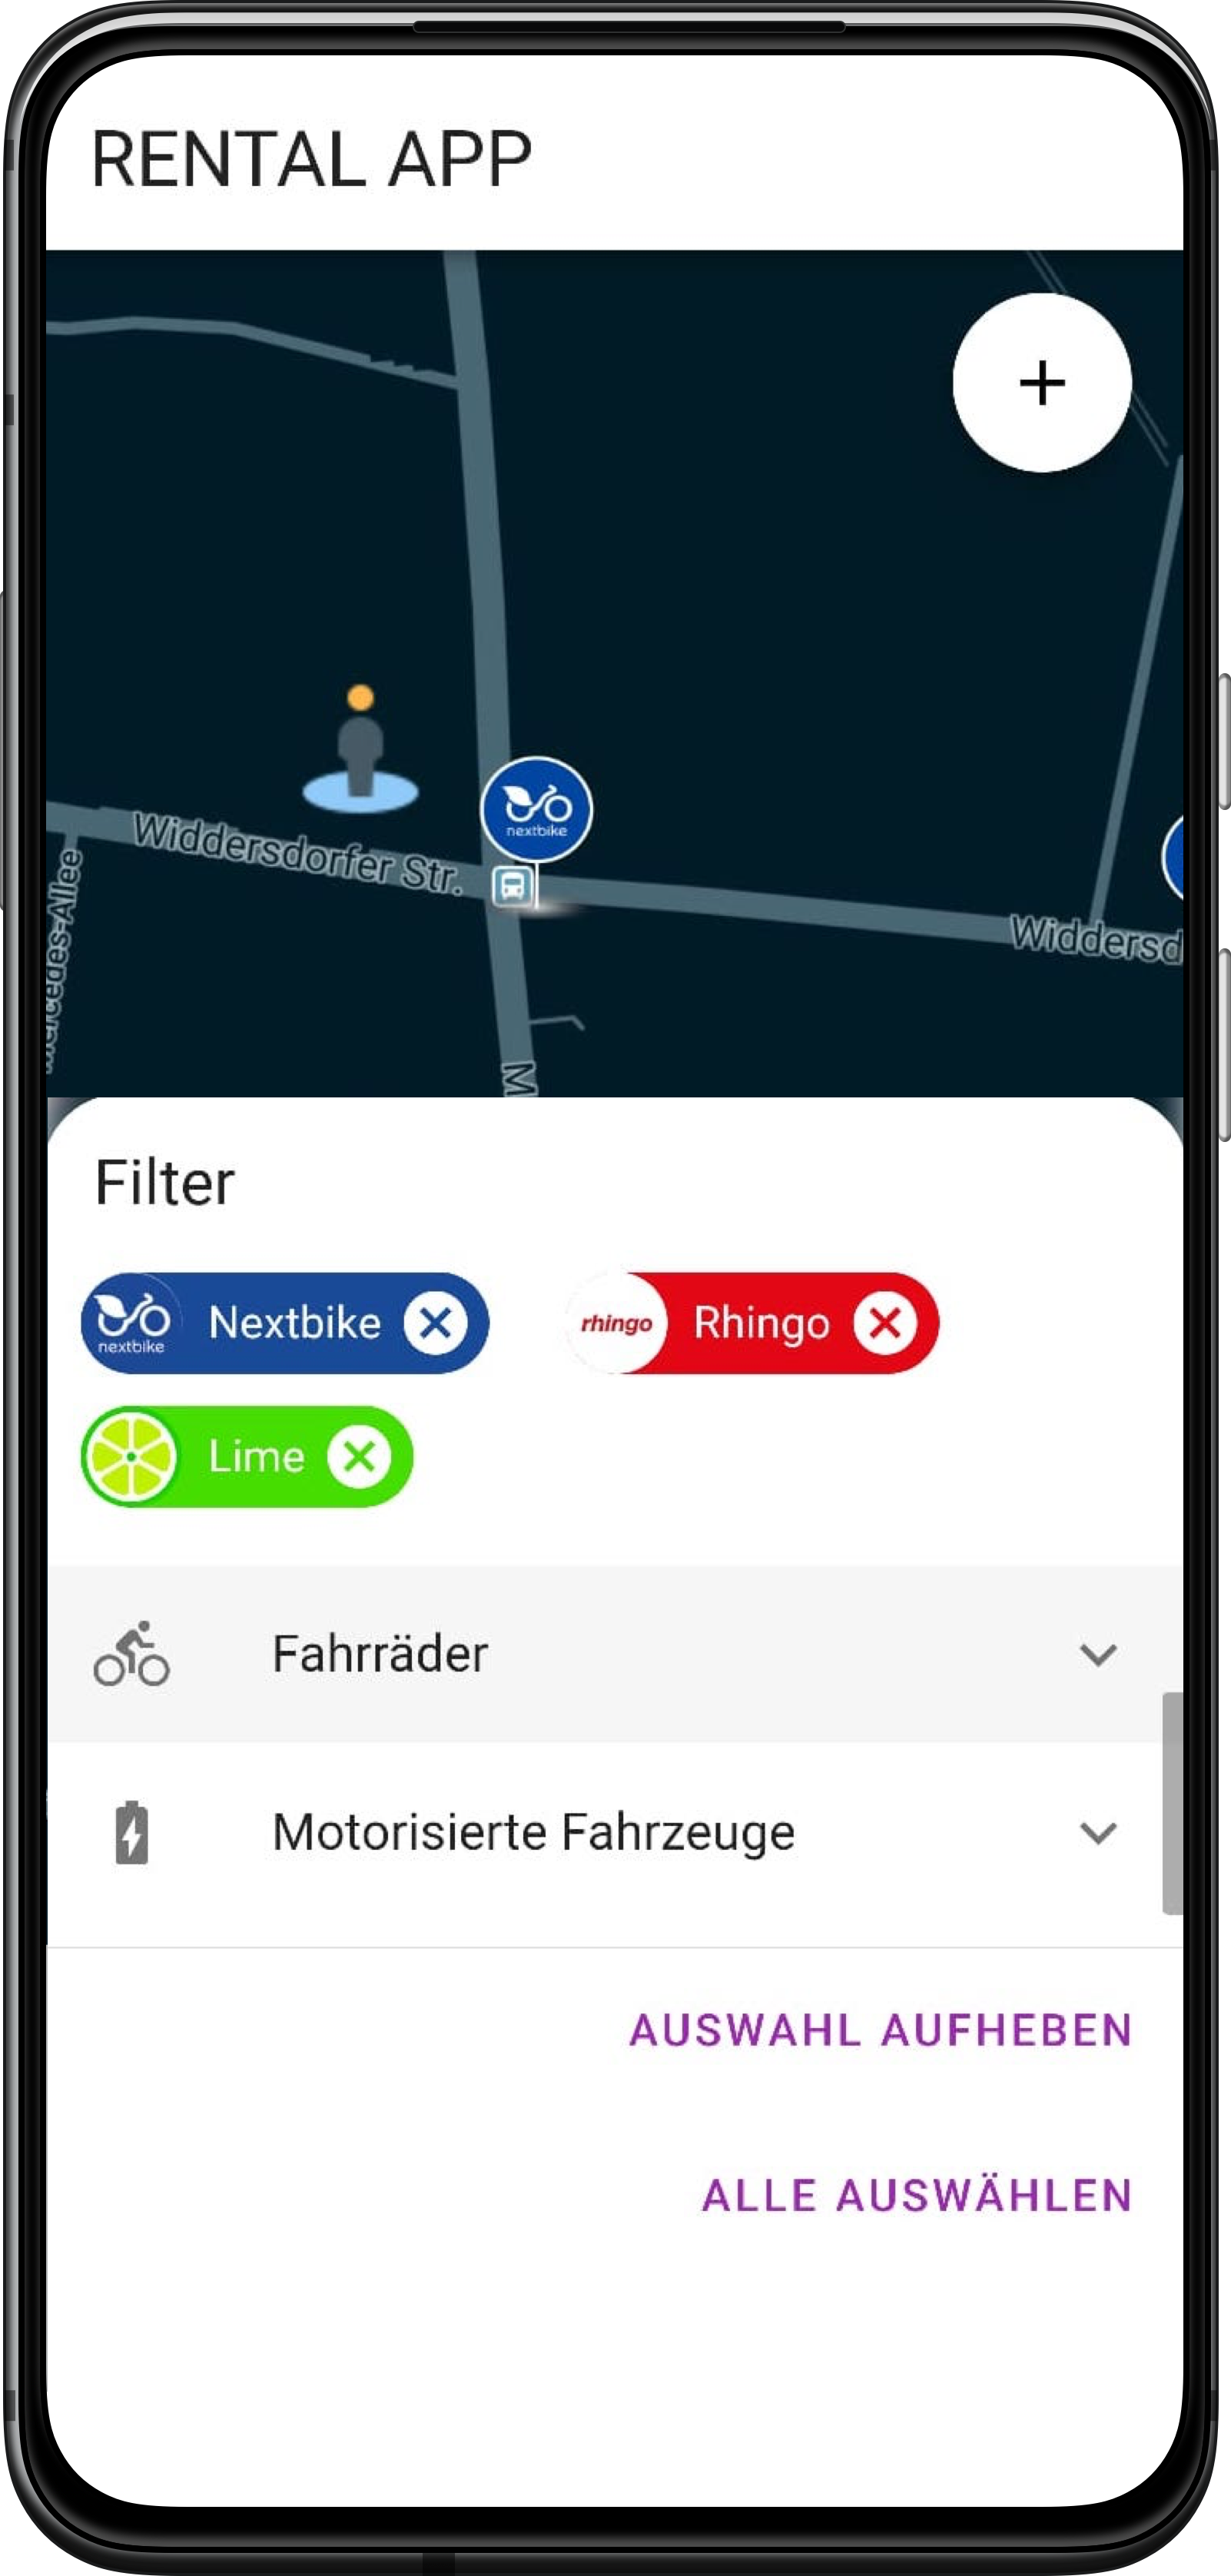 RENTAL APP
nextbike
Widdersdorfer Str.
Widdersd
M
Filter
nextbike
Nextbike
rhingo
Rhingo
Lime
Fahrräder
Motorisierte Fahrzeuge
AUSWAHL AUFHEBEN
ALLE AUSWÄHLEN